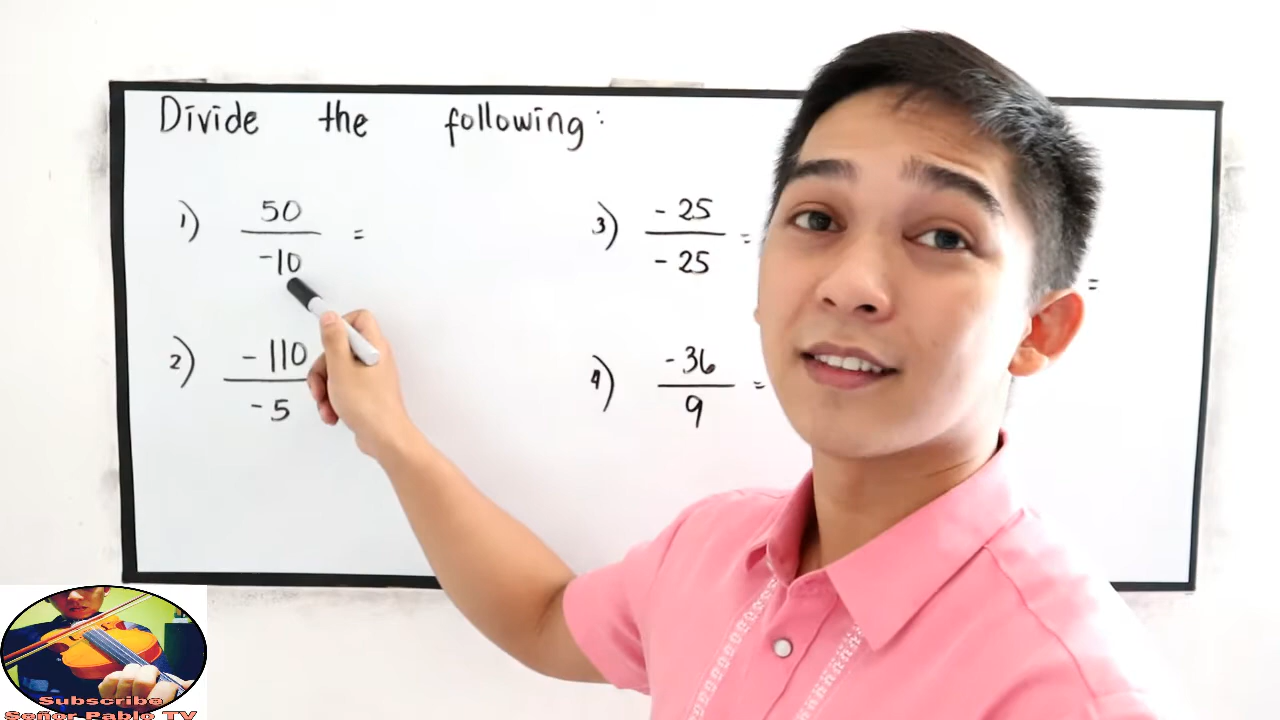 Divide the following:
1) 50 / -10 =
2) -110 / -5
3) -25 / -25 =
4) -36 / 9 =
=
Subscribe
Señor Pablo TV